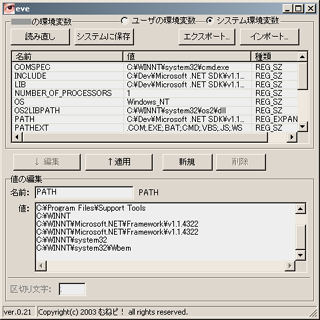 eve
の環境変数
ユーザの環境変数
システム環境変数
読み直し
システムに保存
エクスポート...
インポート...
名前 値 種類
COMSPEC C:¥WINNT¥system32¥cmd.exe REG_SZ
INCLUDE C:¥Dev¥Microsoft .NET SDK¥v1.1... REG_SZ
LIB C:¥Dev¥Microsoft .NET SDK¥v1.1... REG_SZ
NUMBER_OF_PROCESSORS 1 REG_SZ
OS Windows_NT REG_SZ
OS2LIBPATH C:¥WINNT¥system32¥os2¥dll REG_SZ
PATH C:¥Dev¥Microsoft .NET SDK¥v1.1... REG_EXPAN
PATHEXT .COM;.EXE;.BAT;.CMD;.VBS;.JS;.WS REG_SZ
↓ 編集
↑適用
新規
削除
値の編集
名前: PATH PATH
値:
C:¥Program Files¥Support Tools
C:¥WINNT
C:¥WINNT¥Microsoft.NET¥Framework¥v1.1.4322
C:¥WINNT¥Microsoft.NET¥Framework¥v1.1.4322
C:¥WINNT¥system32
C:¥WINNT
C:¥WINNT¥system32¥Wbem
区切り文字: ;
ver.0.21 Copyright(c) 2003 むねピ! all rights reserved.